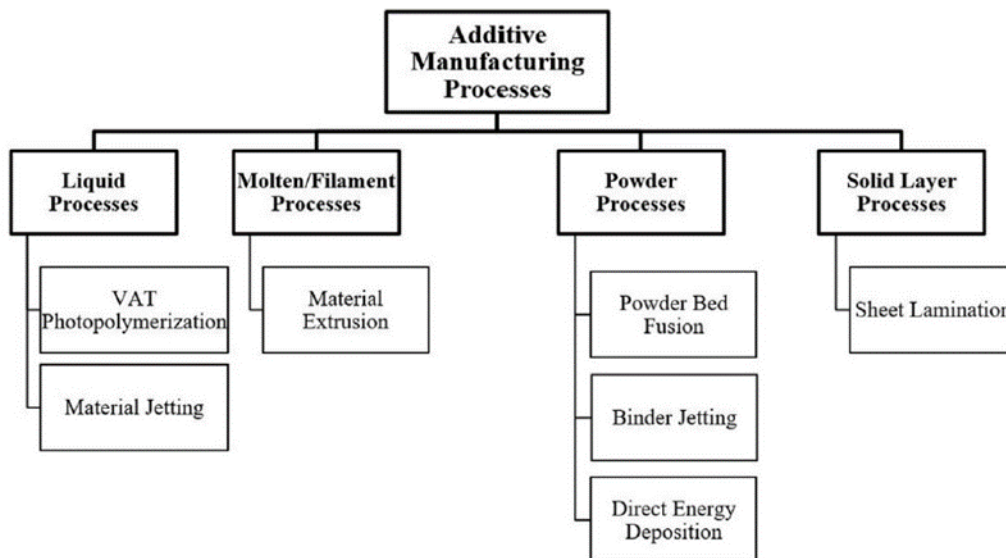 Additive
Manufacturing
Processes
Liquid
Processes
Molten/Filament
Processes
Powder
Processes
Solid Layer
Processes
VAT
Photopolymerization
Material Jetting
Material
Extrusion
Powder Bed
Fusion
Binder Jetting
Direct Energy
Deposition
Sheet Lamination